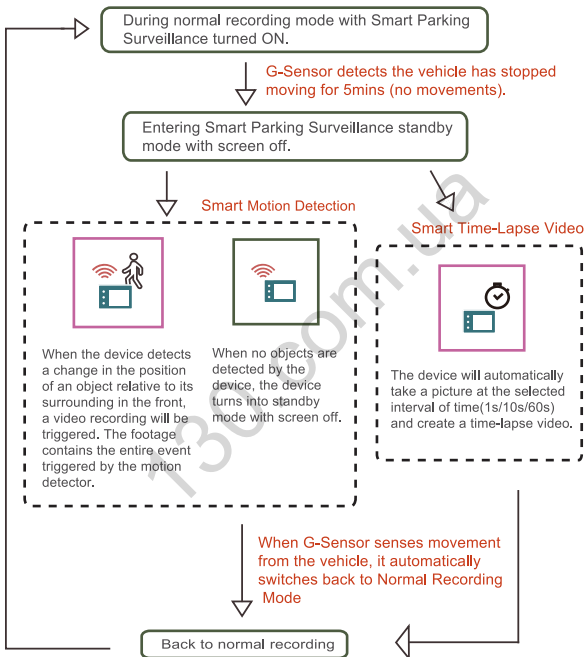 During normal recording mode with Smart Parking
Surveillance turned ON.
G-Sensor detects the vehicle has stopped
moving for 5mins (no movements).
Entering Smart Parking Surveillance standby
mode with screen off.
Smart Motion Detection
When the device detects
a change in the position
of an object relative to its
surrounding in the front,
a video recording will be
triggered. The footage
contains the entire event
triggered by the motion
detector.
When no objects are
detected by the
device, the device
turns into standby
mode with screen off.
Smart Time-Lapse Video
The device will automatically
take a picture at the selected
interval of time(1s/10s/60s)
and create a time-lapse video.
When G-Sensor senses movement
from the vehicle, it automatically
switches back to Normal Recording
Mode
Back to normal recording
130.com.ua